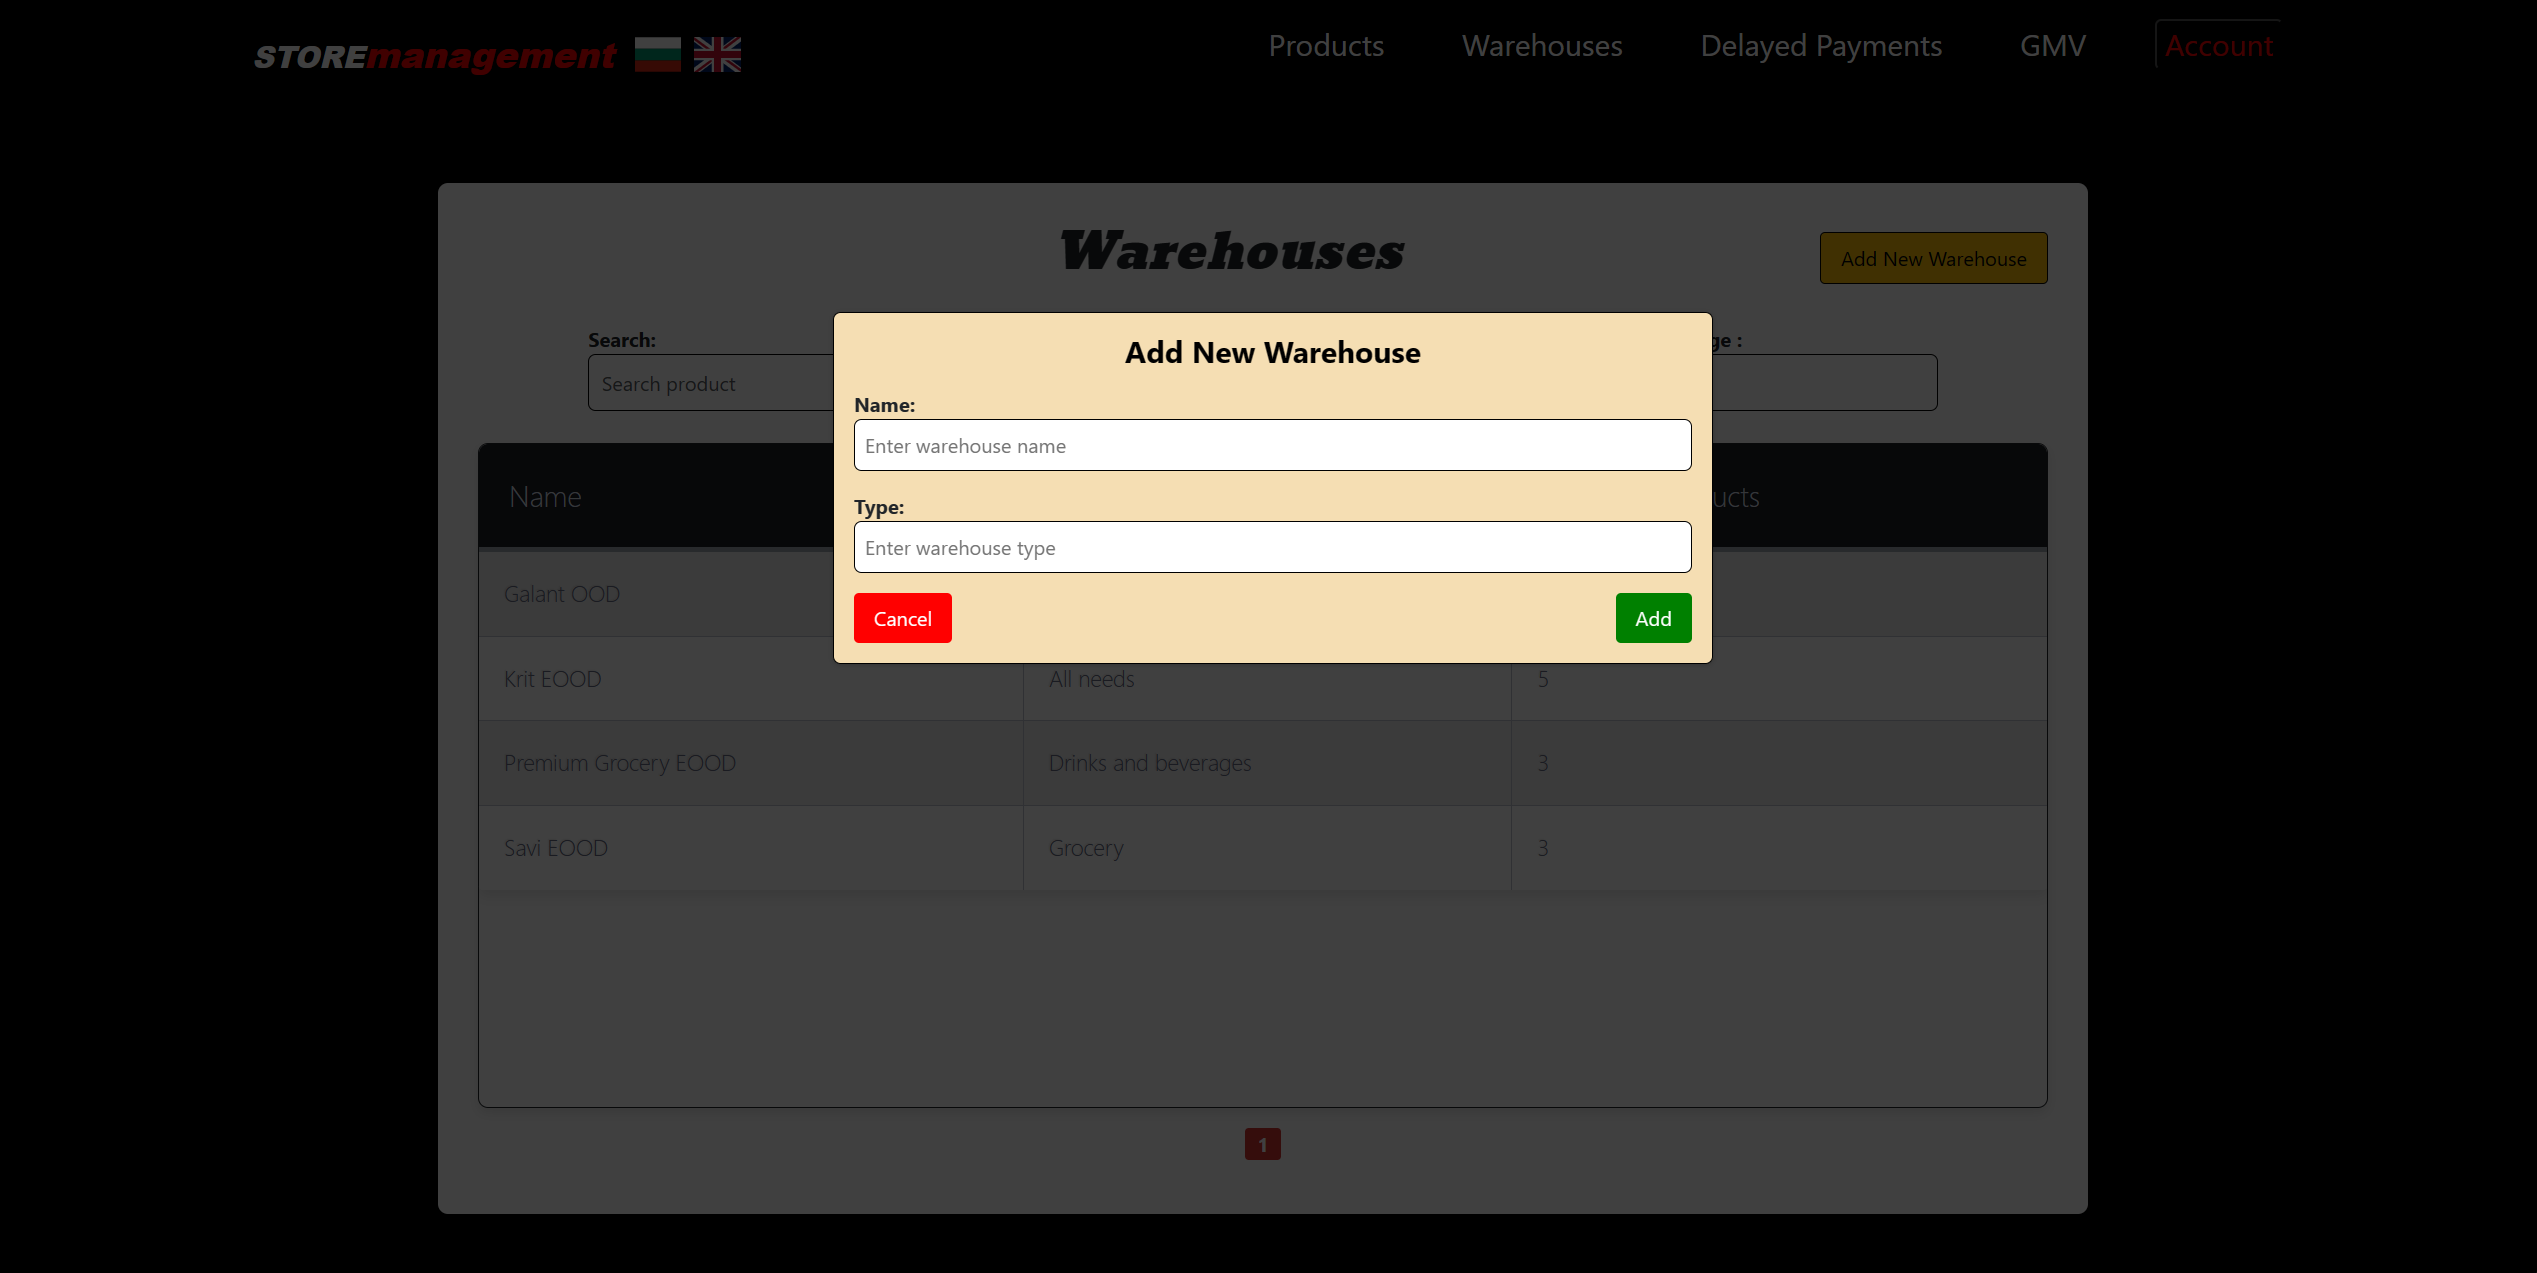 STOREmanagement
Products Warehouses Delayed Payments GMV Account
Warehouses
Add New Warehouse
Search:
Search product
ge :
Add New Warehouse
Name:
Enter warehouse name
Type:
Enter warehouse type
Cancel Add
Name ucts
Galant OOD
Krit EOOD All needs 5
Premium Grocery EOOD Drinks and beverages 3
Savi EOOD Grocery 3
1